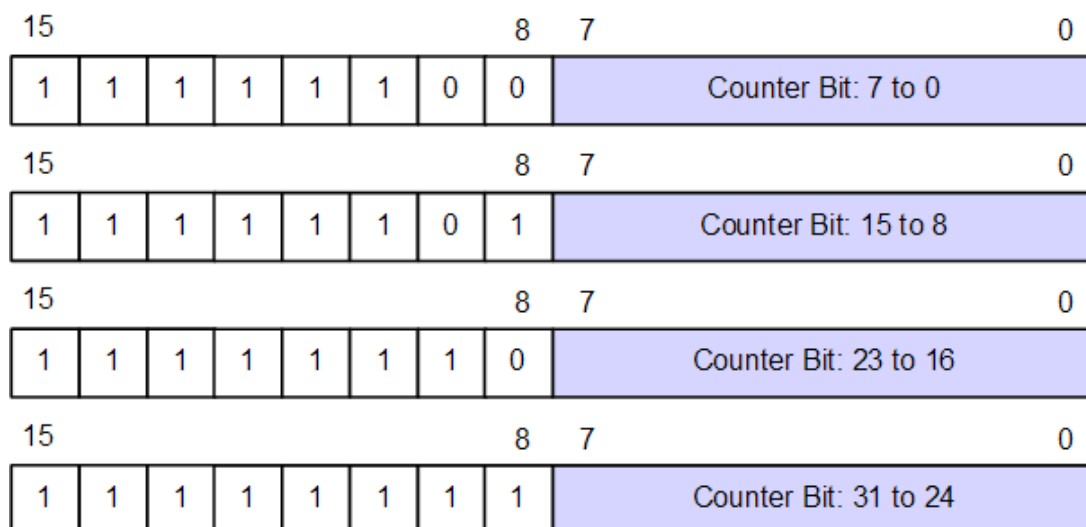 15 8 7 0
1 1 1 1 1 1 0 0 Counter Bit: 7 to 0
15 8 7 0
1 1 1 1 1 1 0 1 Counter Bit: 15 to 8
15 8 7 0
1 1 1 1 1 1 1 0 Counter Bit: 23 to 16
15 8 7 0
1 1 1 1 1 1 1 1 Counter Bit: 31 to 24